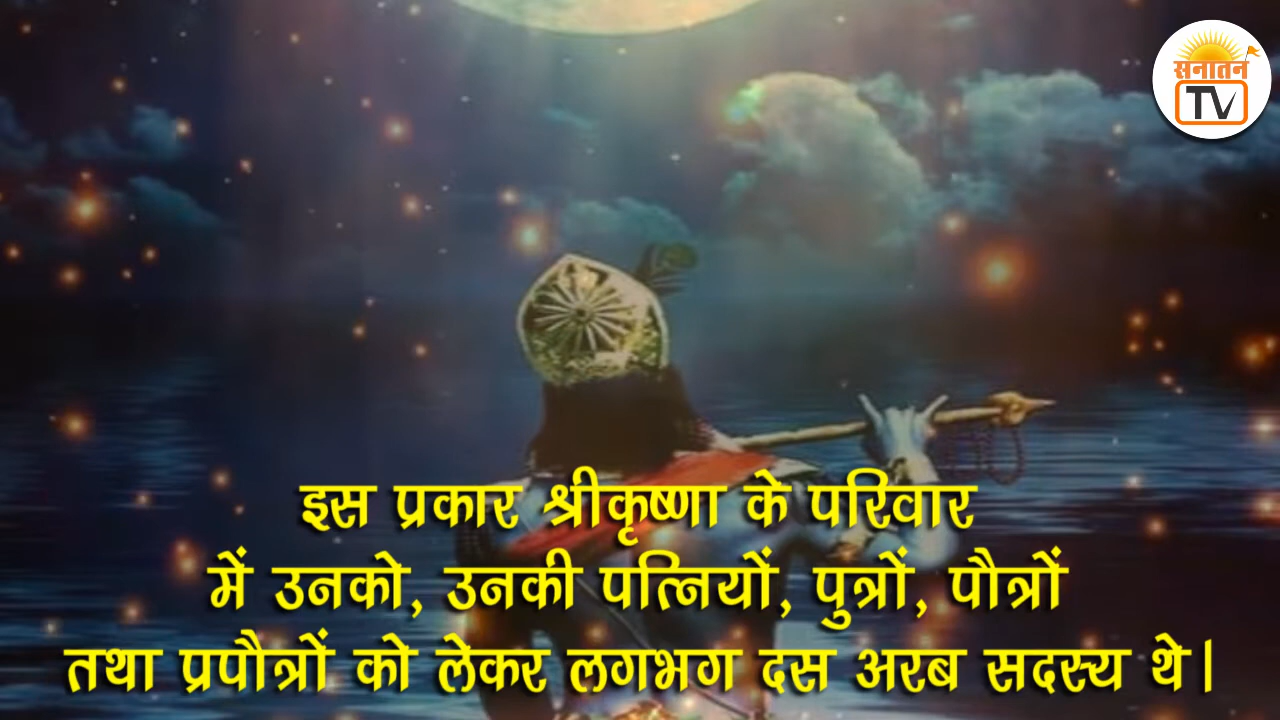 सनातन
TV
इस प्रकार श्रीकृष्णा के परिवार
में उनको, उनकी पत्नियों, पुत्रों, पौत्रों
तथा प्रपौत्रों को लेकर लगभग दस अरब सदस्य थे।